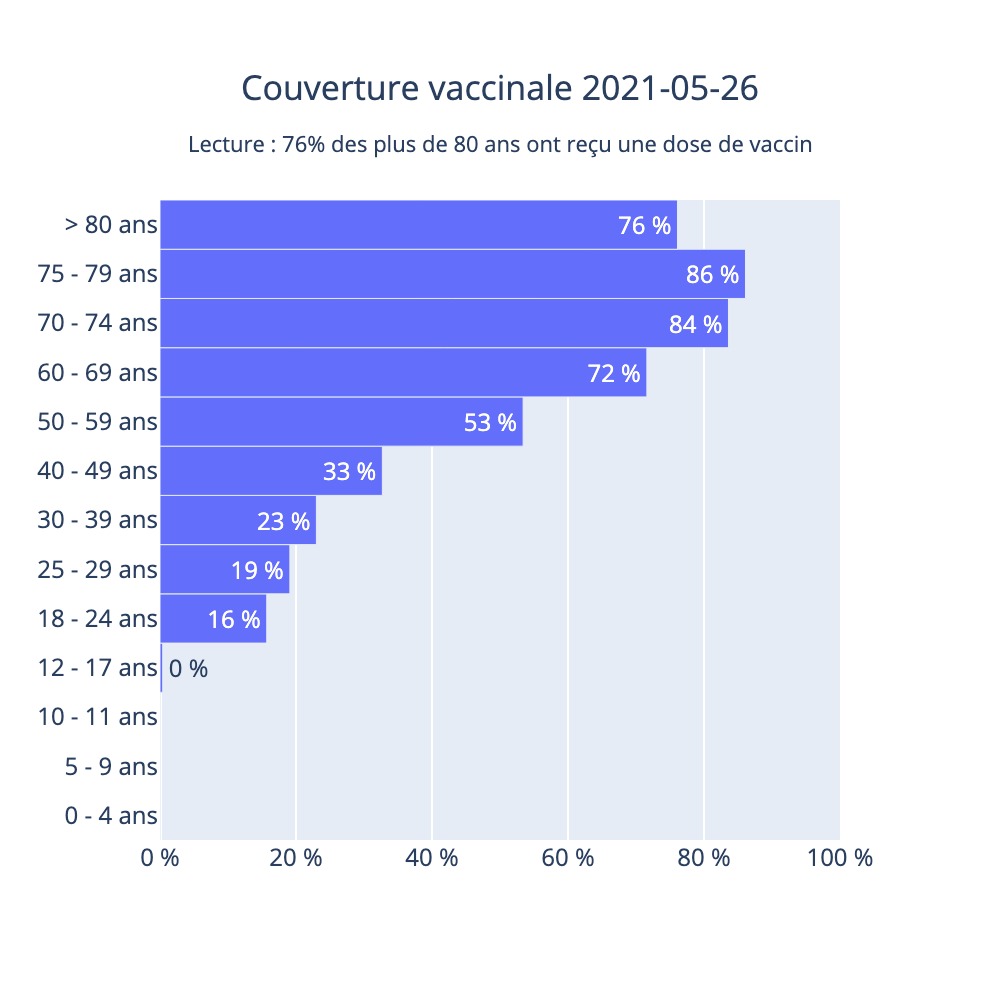 Couverture vaccinale 2021-05-26
Lecture : 76% des plus de 80 ans ont reçu une dose de vaccin
> 80 ans 76 %
75 - 79 ans 86 %
70 - 74 ans 84 %
60 - 69 ans 72 %
50 - 59 ans 53 %
40 - 49 ans 33 %
30 - 39 ans 23 %
25 - 29 ans 19 %
18 - 24 ans 16 %
12 - 17 ans 0 %
10 - 11 ans
5 - 9 ans
0 - 4 ans
0 % 20 % 40 % 60 % 80 % 100 %